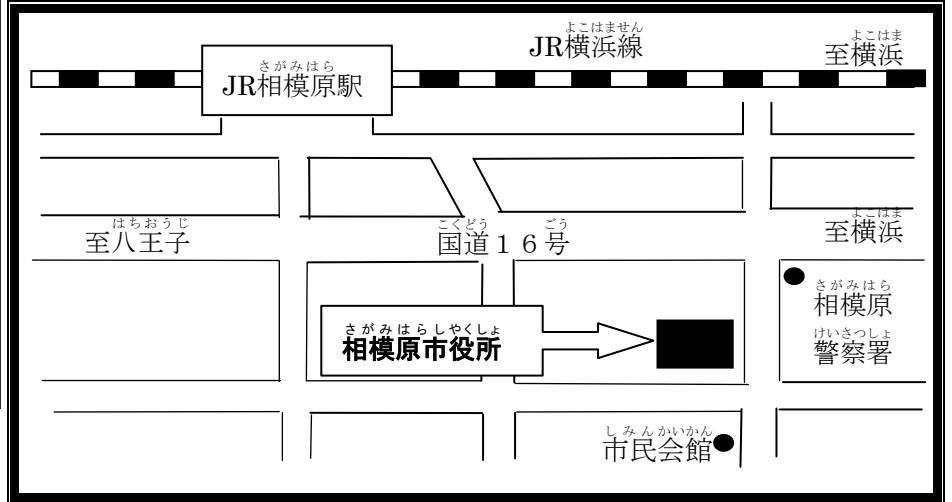 よこはません
JR横浜線
よこはま
至横浜
さがみはら
JR相模原駅
はちおうじ
至八王子
こくどう ごう
国道１６号
よこはま
至横浜
さがみはら
相模原
けいさつしょ
警察署
さがみはらしやくしょ
相模原市役所
しみんかいかん
市民会館